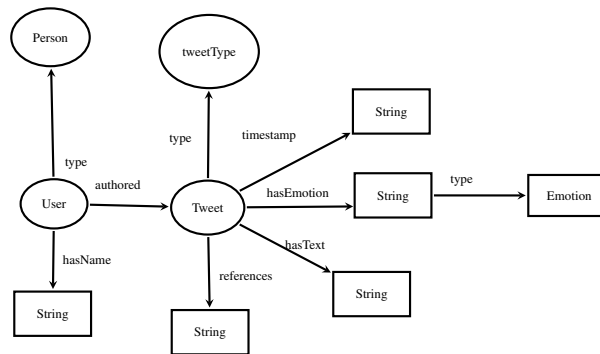 Person
tweetType
String
type
type
timestamp
authored
hasEmotion
type
User
Tweet
String
Emotion
hasName
hasText
references
String
String
String